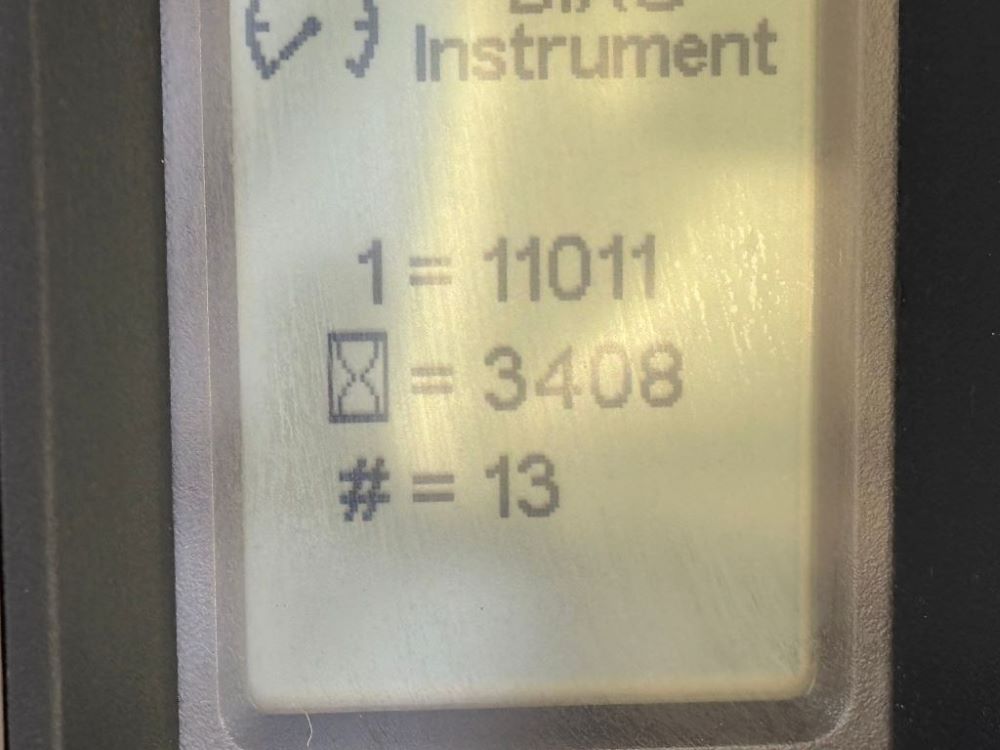 Instrument
1 = 11011
= 3408
# = 13